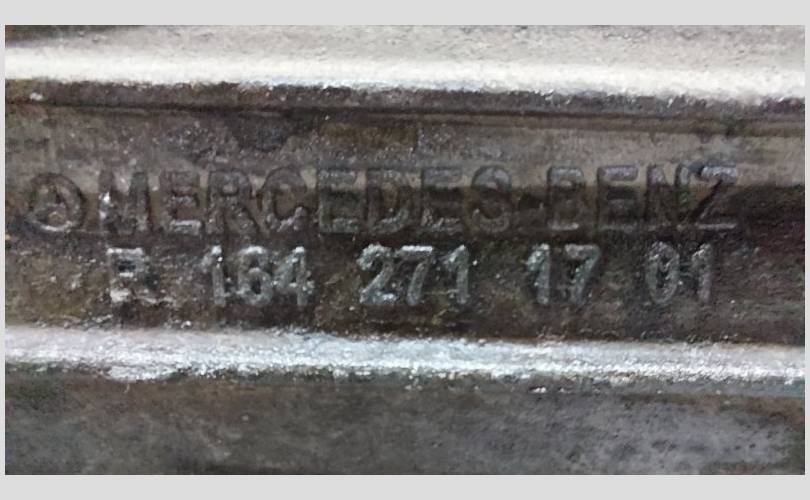 MERCEDES-BENZ
R 164 271 17 01